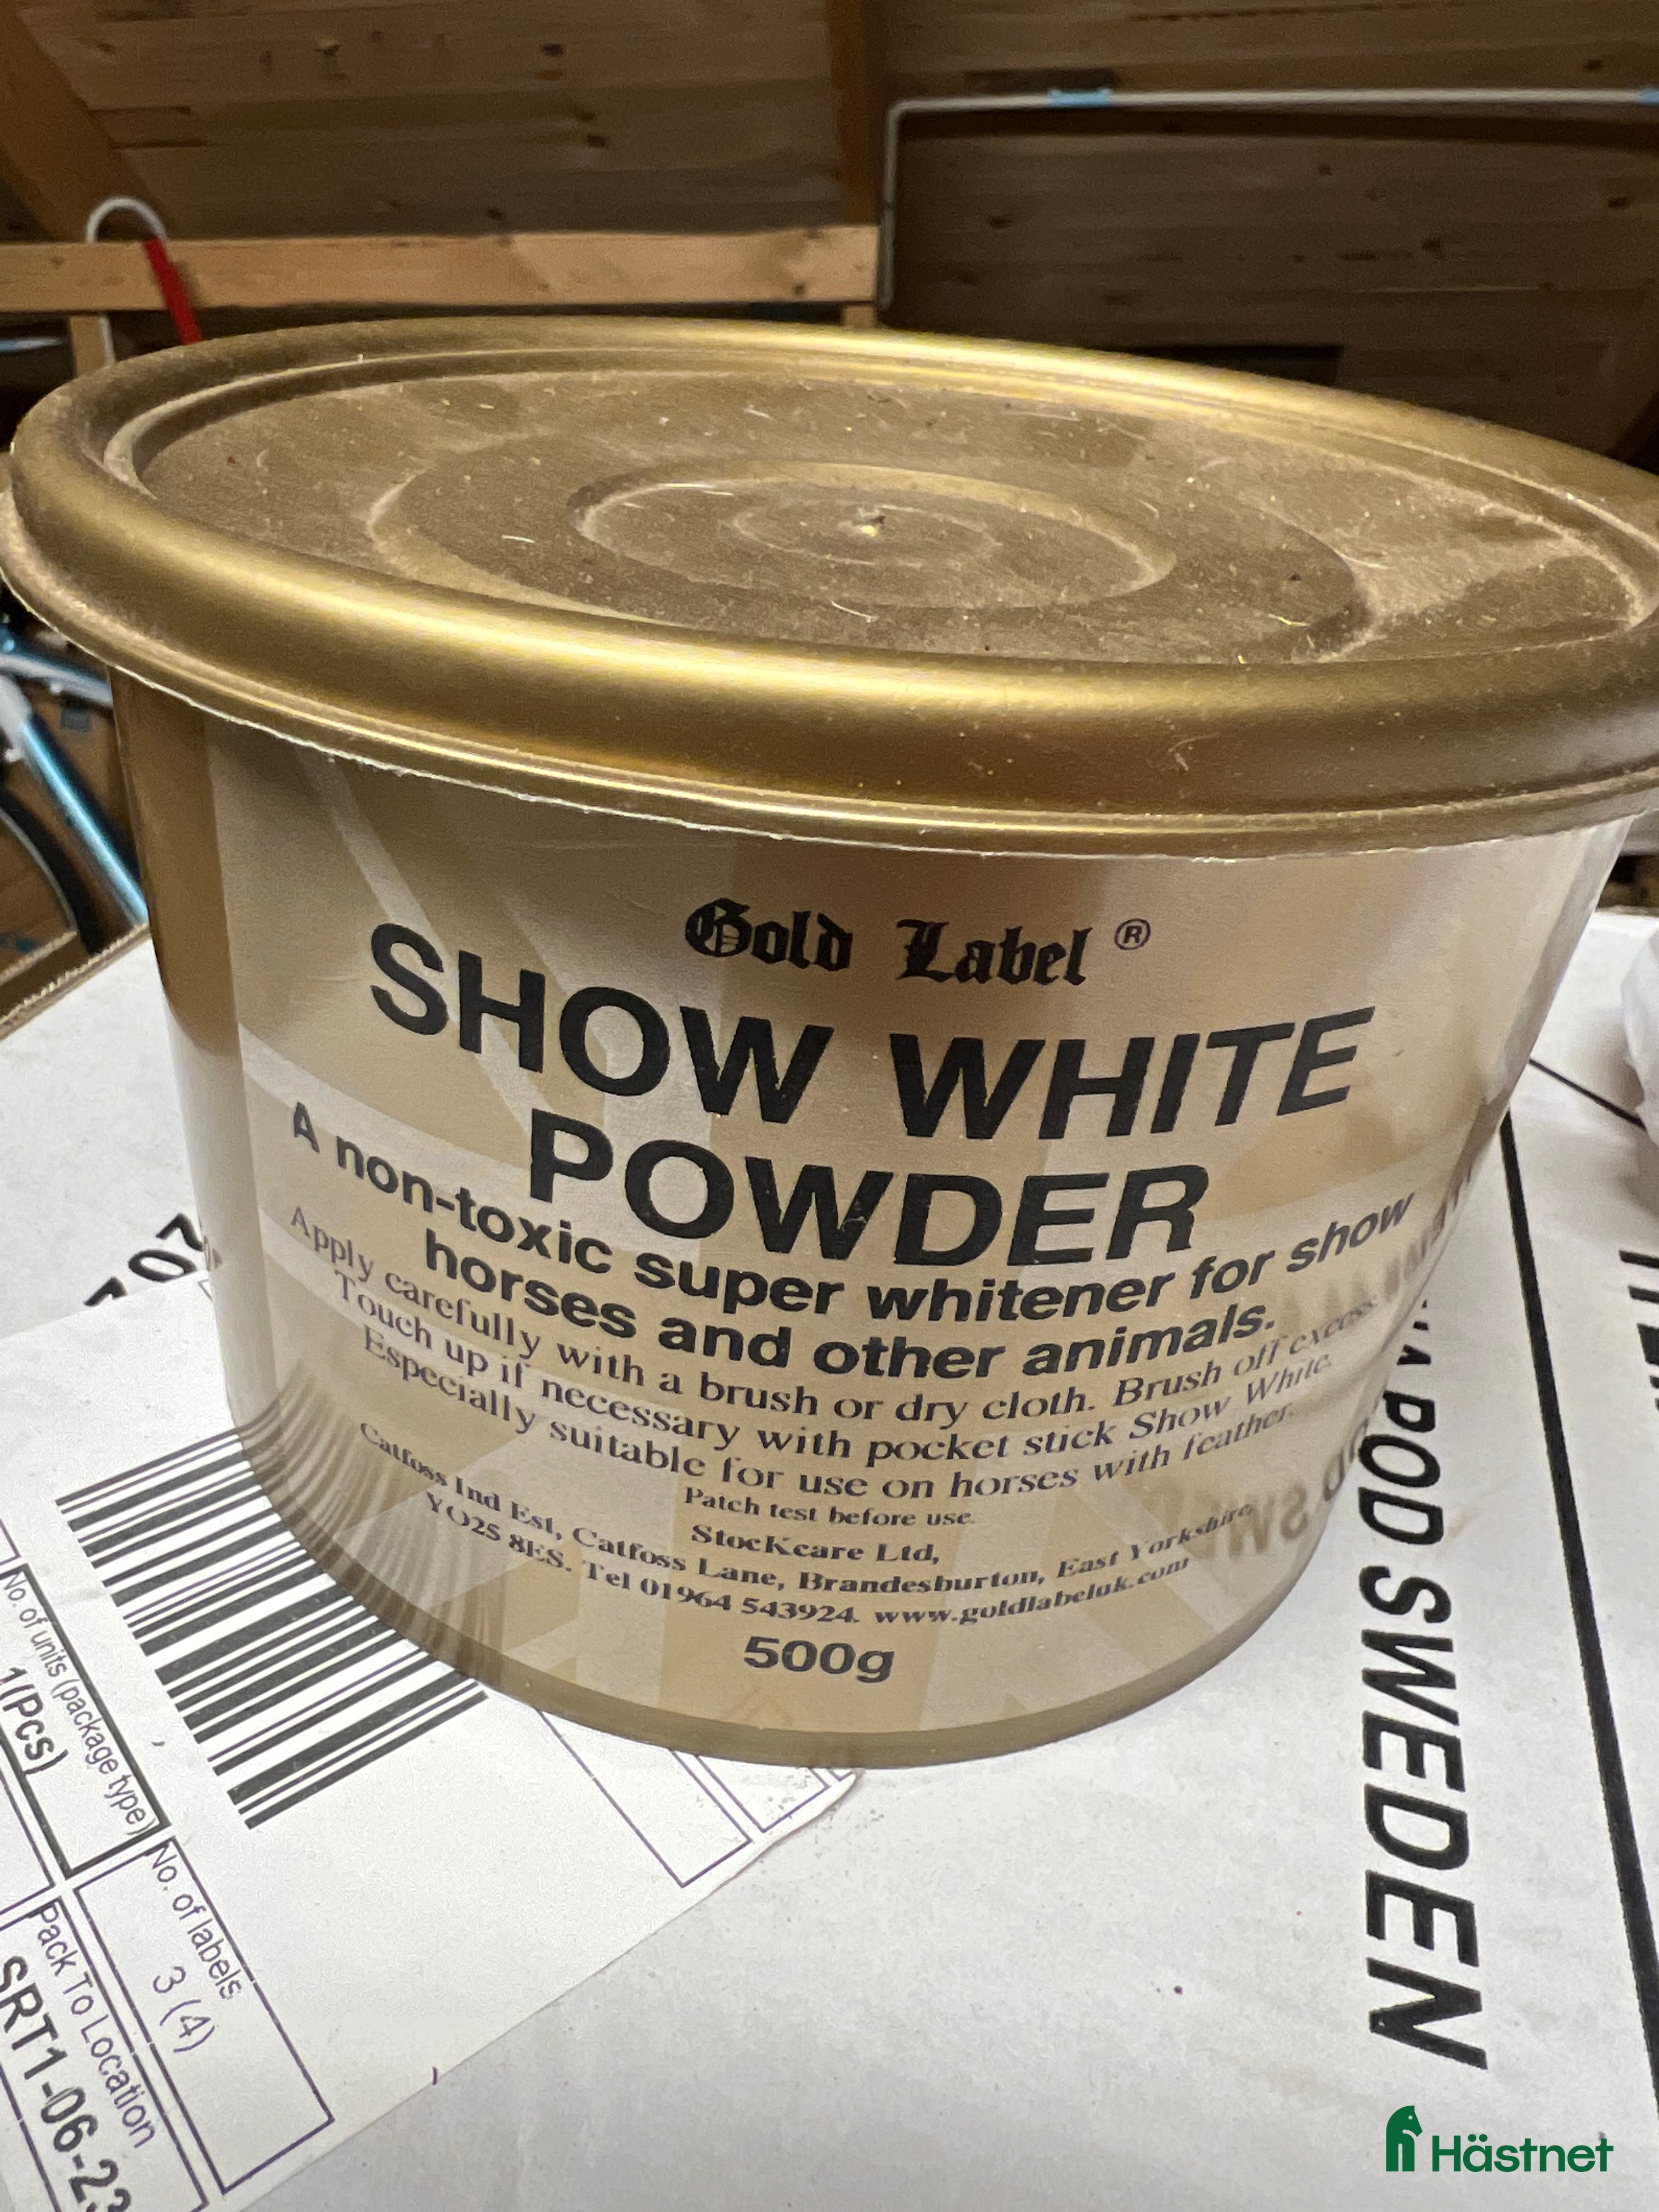 Gold Label ®
SHOW WHITE
POWDER
A non-toxic super whitener for show
horses and other animals.
Apply carefully with a brush or dry cloth. Brush off excess.
Touch up if necessary with pocket stick Show White.
Especially suitable for use on horses with feather.
Patch test before use.
StocKcare Ltd,
Catfoss Ind Est, Catfoss Lane, Brandesburton, East Yorkshire,
YO25 8ES. Tel 01964 543924. www.goldlabeluk.com
500g
POD SWEDEN
No. of units (package type)
1(Pcs)
No. of labels
3 (4)
Pack To Location
SRT1-06-23
Hästnet